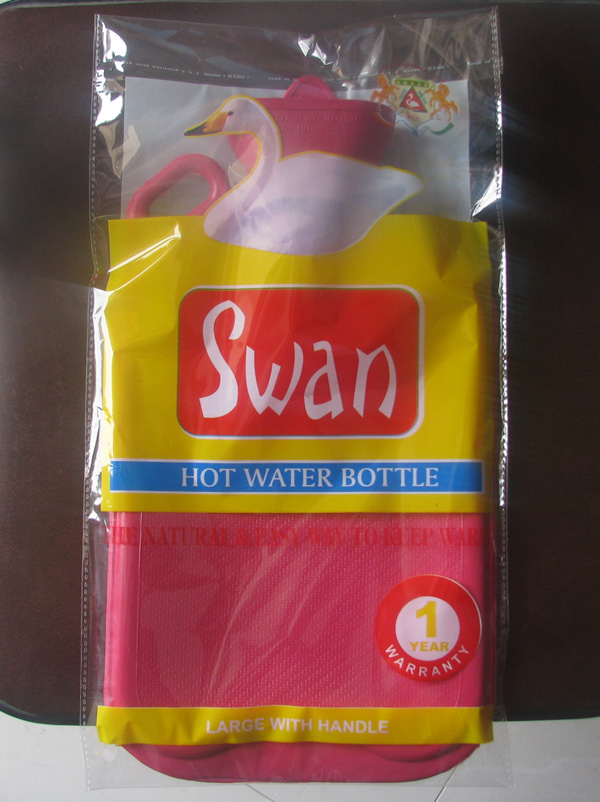 Swan
HOT WATER BOTTLE
THE NATURAL & EASY WAY TO KEEP WARM
1
YEAR
WARRANTY
LARGE WITH HANDLE